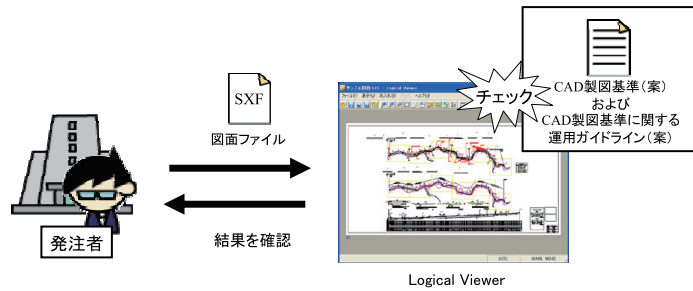 SXF
図面ファイル
発注者
結果を確認
Logical Viewer
チェック
CAD製図基準（案）
および
CAD製図基準に関する
運用ガイドライン（案）
Logical Viewer